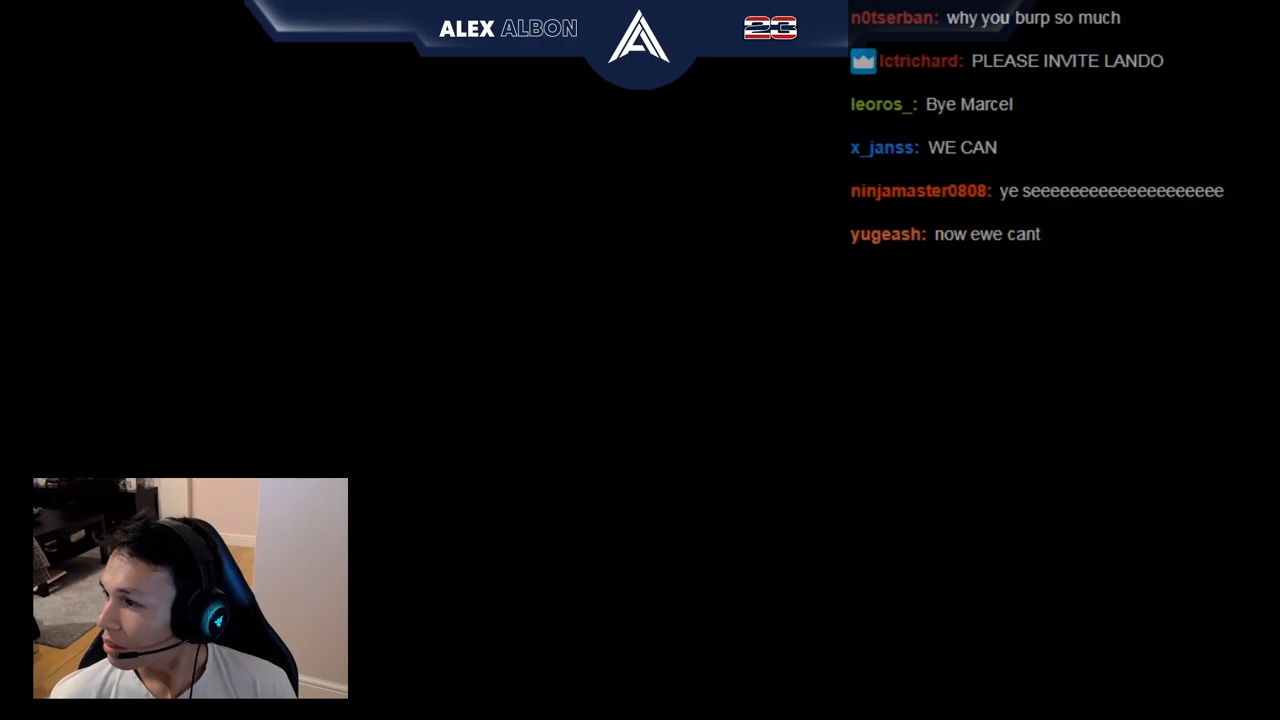 ALEX ALBON
23
n0tserban: why you burp so much
lctrichard: PLEASE INVITE LANDO
leoros_: Bye Marcel
x_janss: WE CAN
ninjamaster0808: ye seeeeeeeeeeeeeeeeeeee
yugeash: now ewe cant